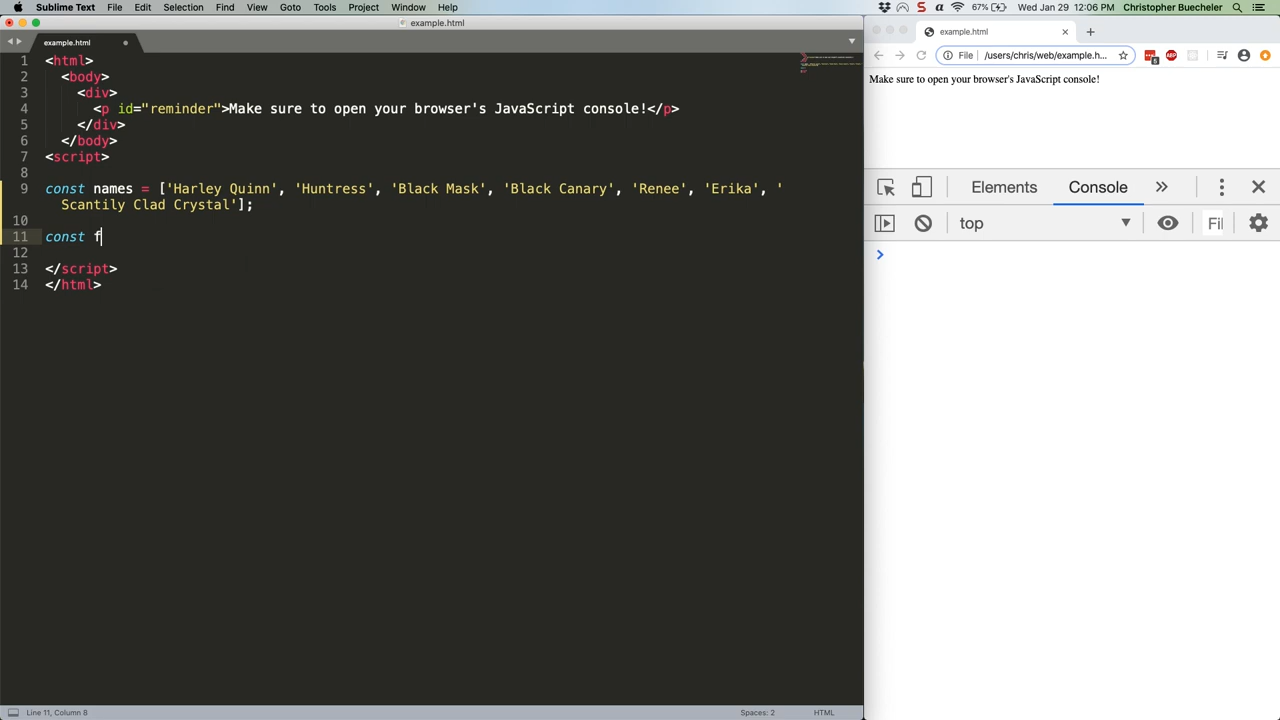 Sublime Text File Edit Selection Find View Goto Tools Project Window Help 67% Wed Jan 29 12:06 PM Christopher Buecheler
example.html
example.html
example.html
File /users/chris/web/example.h...
Make sure to open your browser's JavaScript console!
1 <html>
2 <body>
3 <div>
4 <p id="reminder">Make sure to open your browser's JavaScript console!</p>
5 </div>
6 </body>
7 <script>
8
9 const names = ['Harley Quinn', 'Huntress', 'Black Mask', 'Black Canary', 'Renee', 'Erika', '
Scantily Clad Crystal'];
10
11 const f
12
13 </script>
14 </html>
Elements Console
top Fil
Line 11, Column 8 Spaces: 2 HTML